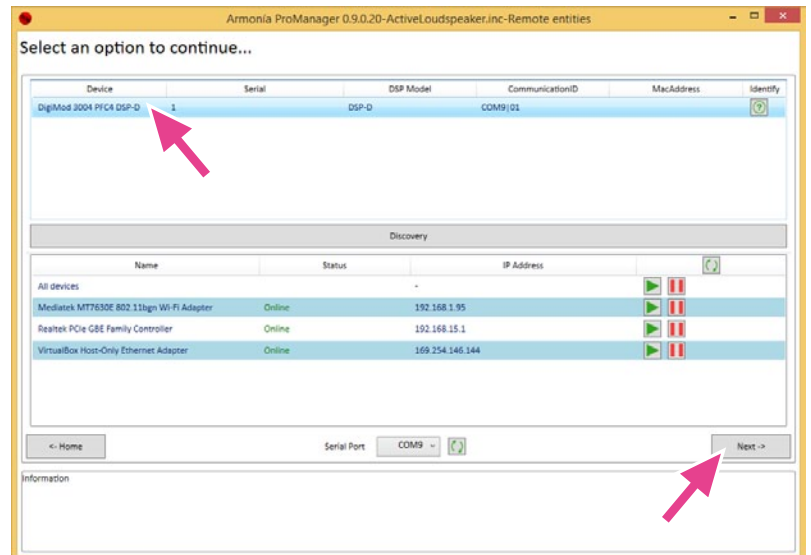 Armonía ProManager 0.9.0.20-ActiveLoudspeaker.inc-Remote entities
Select an option to continue...
Device Serial DSP Model CommunicationID MacAddress Identify
DigiMod 3004 PFC4 DSP-D 1 DSP-D COM9|01 ?
Discovery
Name Status IP Address
All devices -
Mediatek MT7630E 802.11bgn Wi-Fi Adapter Online 192.168.1.95
Realtek PCIe GBE Family Controller Online 192.168.15.1
VirtualBox Host-Only Ethernet Adapter Online 169.254.146.144
<- Home Serial Port COM9 Next ->
Information